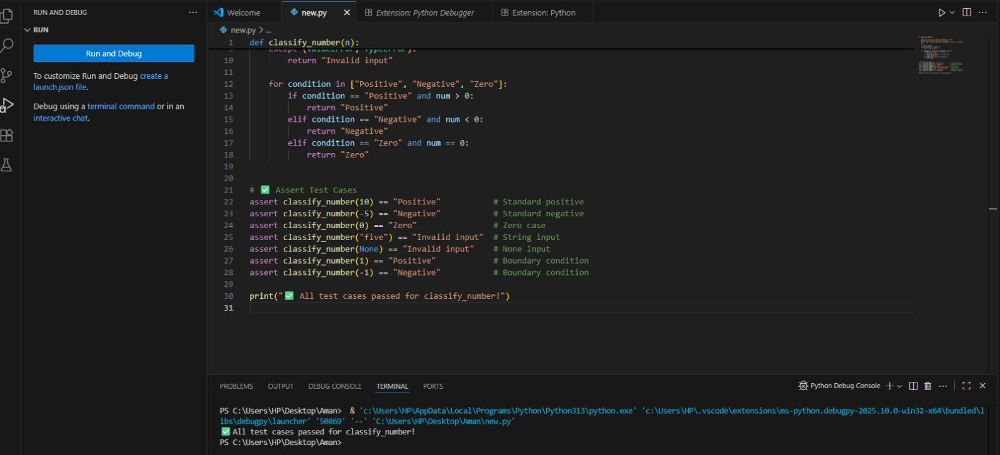 RUN AND DEBUG ...
RUN
Run and Debug
To customize Run and Debug create a
launch.json file.
Debug using a terminal command or in an
interactive chat.
Welcome new.py Extension: Python Debugger Extension: Python
new.py > ...
1 def classify_number(n):
except (ValueError, TypeError):
10 return "Invalid input"
11
12 for condition in ["Positive", "Negative", "Zero"]:
13 if condition == "Positive" and num > 0:
14 return "Positive"
15 elif condition == "Negative" and num < 0:
16 return "Negative"
17 elif condition == "Zero" and num == 0:
18 return "Zero"
19
20
21 # ✅ Assert Test Cases
22 assert classify_number(10) == "Positive" # Standard positive
23 assert classify_number(-5) == "Negative" # Standard negative
24 assert classify_number(0) == "Zero" # Zero case
25 assert classify_number("five") == "Invalid input" # String input
26 assert classify_number(None) == "Invalid input" # None input
27 assert classify_number(1) == "Positive" # Boundary condition
28 assert classify_number(-1) == "Negative" # Boundary condition
29
30 print("✅ All test cases passed for classify_number!")
31
PROBLEMS OUTPUT DEBUG CONSOLE TERMINAL PORTS Python Debug Console
PS C:\Users\HP\Desktop\Aman> & 'c:\Users\HP\AppData\Local\Programs\Python\Python313\python.exe' 'c:\Users\HP\.vscode\extensions\ms-python.debugpy-2025.10.0-win32-x64\bundled\l
ibs\debugpy\launcher' '50869' '--' 'C:\Users\HP\Desktop\Aman\new.py'
✅All test cases passed for classify_number!
PS C:\Users\HP\Desktop\Aman>